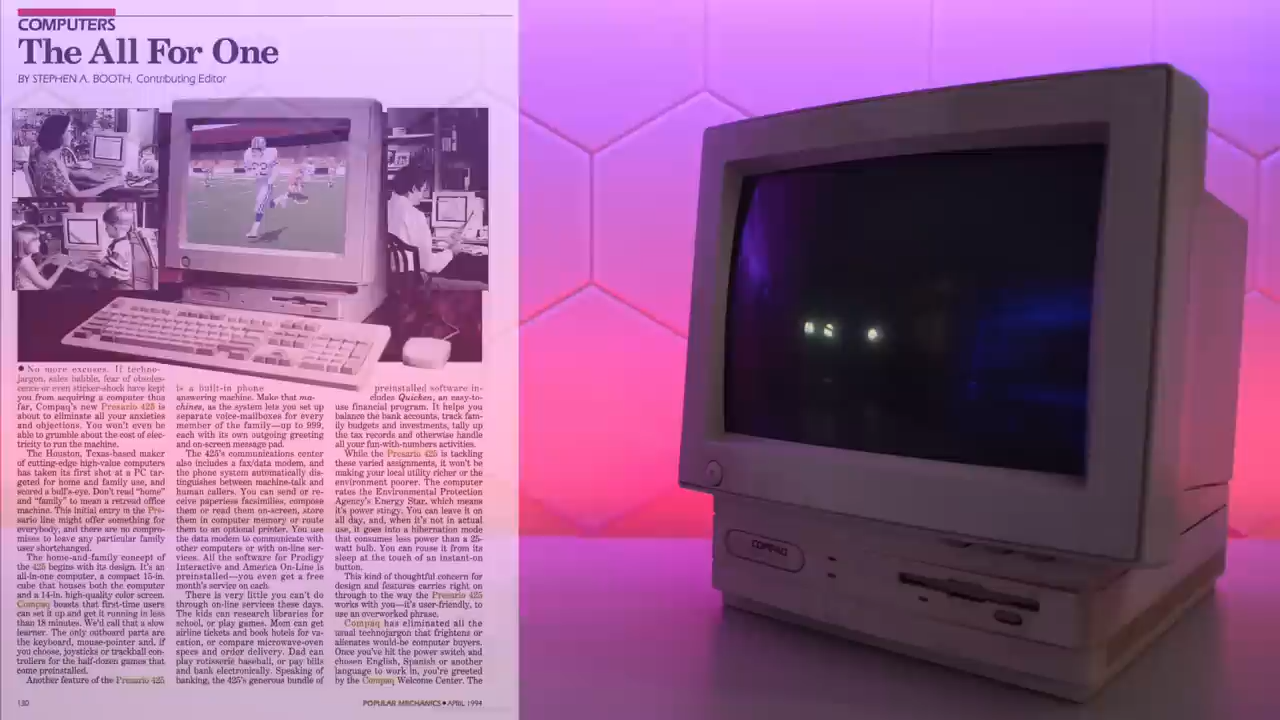 COMPUTERS
The All For One
BY STEPHEN A. BOOTH, Contributing Editor
● No more excuses. If techno-
jargon, sales babble, fear of obsoles-
cence or even sticker-shock have kept
you from acquiring a computer thus
far, Compaq's new Presario 425 is
about to eliminate all your anxieties
and objections. You won't even be
able to grumble about the cost of elec-
tricity to run the machine.
The Houston, Texas-based maker
of cutting-edge high-value computers
has taken its first shot at a PC tar-
geted for home and family use, and
scored a bull's-eye. Don't read "home"
and "family" to mean a retread office
machine. This initial entry in the Pre-
sario line might offer something for
everybody, and there are no compro-
mises to leave any particular family
user shortchanged.
The home-and-family concept of
the 425 begins with its design. It's an
all-in-one computer, a compact 15-in.
cube that houses both the computer
and a 14-in. high-quality color screen.
Compaq boasts that first-time users
can set it up and get it running in less
than 18 minutes. We'd call that a slow
learner. The only outboard parts are
the keyboard, mouse-pointer and, if
you choose, joysticks or trackball con-
trollers for the half-dozen games that
come preinstalled.
Another feature of the Presario 425
is a built-in phone
answering machine. Make that ma-
chines, as the system lets you set up
separate voice-mailboxes for every
member of the family—up to 999,
each with its own outgoing greeting
and on-screen message pad.
The 425's communications center
also includes a fax/data modem, and
the phone system automatically dis-
tinguishes between machine-talk and
human callers. You can send or re-
ceive paperless facsimilies, compose
them or read them on-screen, store
them in computer memory or route
them to an optional printer. You use
the data modem to communicate with
other computers or with on-line ser-
vices. All the software for Prodigy
Interactive and America On-Line is
preinstalled—you even get a free
month's service on each.
There is very little you can't do
through on-line services these days.
The kids can research libraries for
school, or play games. Mom can get
airline tickets and book hotels for va-
cation, or compare microwave-oven
specs and order delivery. Dad can
play rotisserie baseball, or pay bills
and bank electronically. Speaking of
banking, the 425's generous bundle of
preinstalled software in-
cludes Quicken, an easy-to-
use financial program. It helps you
balance the bank accounts, track fam-
ily budgets and investments, tally up
the tax records and otherwise handle
all your fun-with-numbers activities.
While the Presario 425 is tackling
these varied assignments, it won't be
making your local utility richer or the
environment poorer. The computer
rates the Environmental Protection
Agency's Energy Star, which means
it's power stingy. You can leave it on
all day, and, when it's not in actual
use, it goes into a hibernation mode
that consumes less power than a 25-
watt bulb. You can rouse it from its
sleep at the touch of an instant-on
button.
This kind of thoughtful concern for
design and features carries right on
through to the way the Presario 425
works with you—it's user-friendly, to
use an overworked phrase.
Compaq has eliminated all the
usual technojargon that frightens or
alienates would-be computer buyers.
Once you've hit the power switch and
chosen English, Spanish or another
language to work in, you're greeted
by the Compaq Welcome Center. The
130
POPULAR MECHANICS • APRIL 1994
COMPAQ